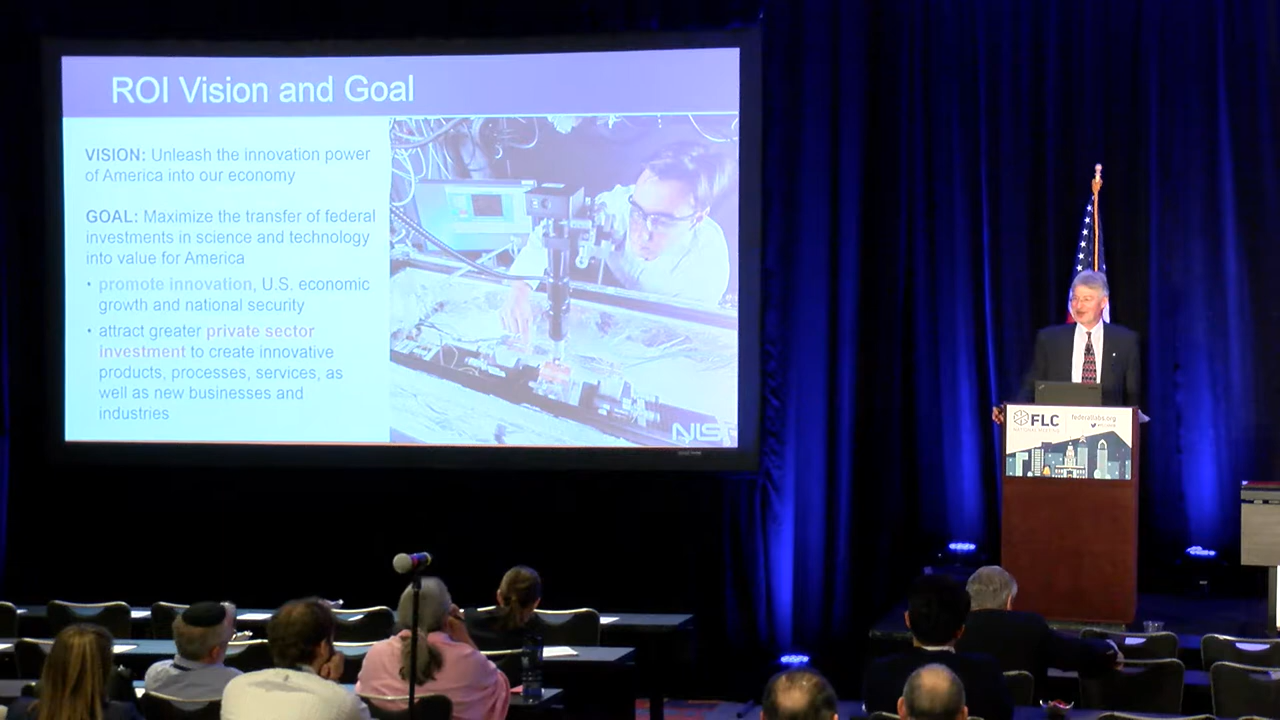 ROI Vision and Goal
VISION: Unleash the innovation power
of America into our economy
GOAL: Maximize the transfer of federal
investments in science and technology
into value for America
• promote innovation, U.S. economic
growth and national security
• attract greater private sector
investment to create innovative
products, processes, services, as
well as new businesses and
industries
NIST
FLC
federallabs.org
NATIONAL MEETING